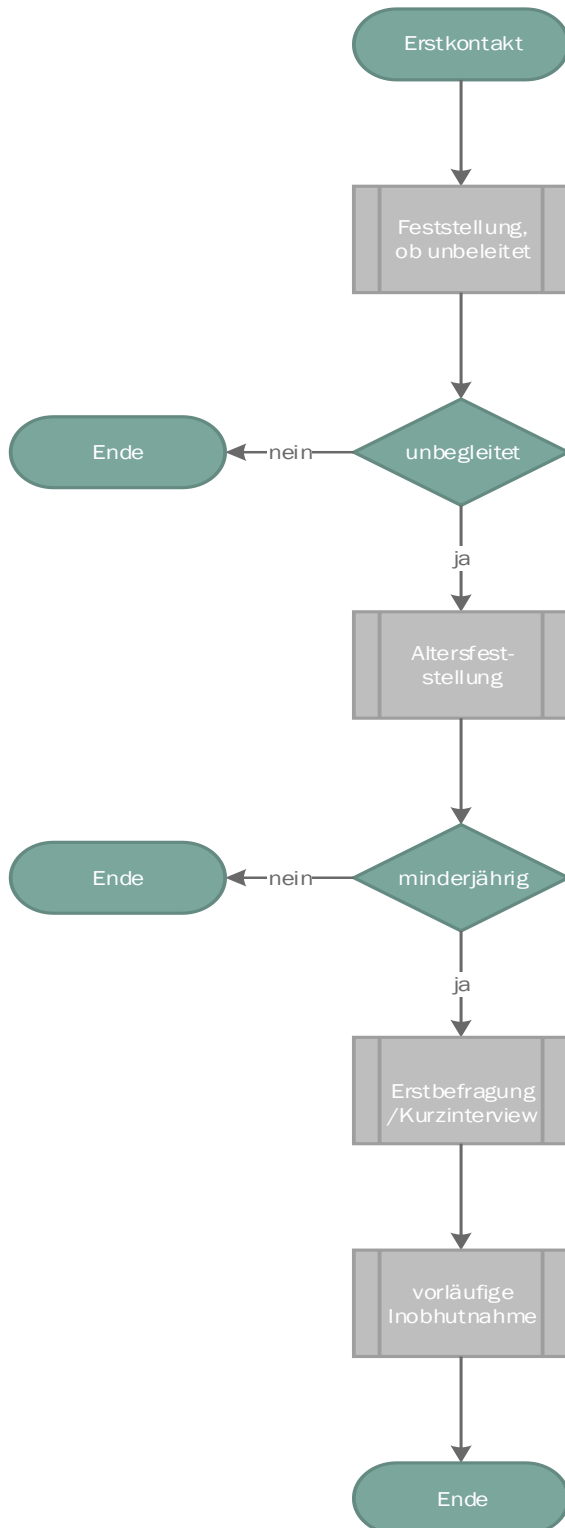 Erstkontakt
Feststellung,
ob unbeleitet
Ende
nein
unbegleitet
ja
Altersfest-
stellung
Ende
nein
minderjährig
ja
Erstbefragung
/Kurzinterview
vorläufige
Inobhutnahme
Ende